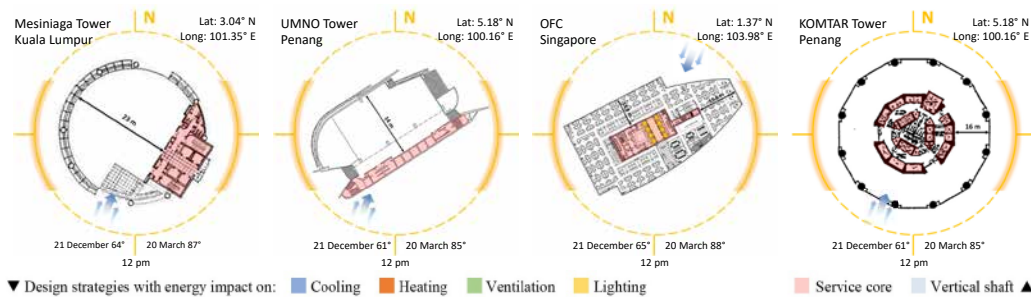 Mesiniaga Tower
Kuala Lumpur
N
Lat: 3.04° N
Long: 101.35° E
23 m
21 December 64°
20 March 87°
12 pm
UMNO Tower
Penang
N
Lat: 5.18° N
Long: 100.16° E
14 m
21 December 61°
20 March 85°
12 pm
OFC
Singapore
N
Lat: 1.37° N
Long: 103.98° E
21 December 65°
20 March 88°
12 pm
KOMTAR Tower
Penang
N
Lat: 5.18° N
Long: 100.16° E
16 m
21 December 61°
20 March 85°
12 pm
▼ Design strategies with energy impact on: Cooling Heating Ventilation Lighting Service core Vertical shaft ▲